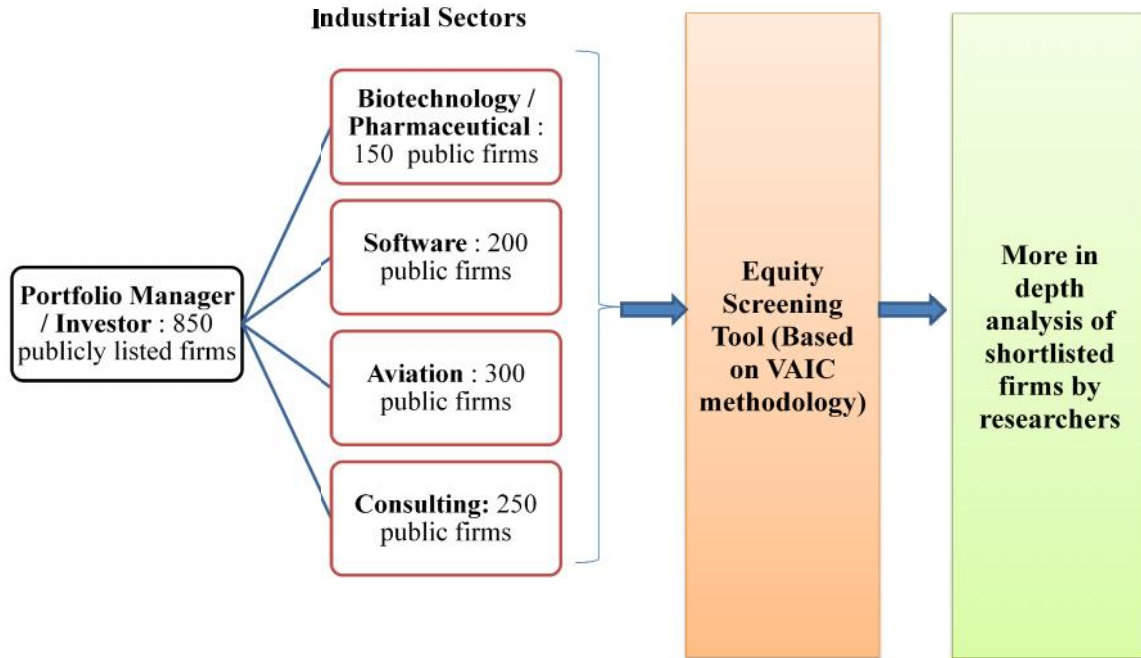 Industrial Sectors
Biotechnology /
Pharmaceutical :
150 public firms
Software : 200
public firms
Portfolio Manager
/ Investor : 850
publicly listed firms
Aviation : 300
public firms
Consulting: 250
public firms
Equity
Screening
Tool (Based
on VAIC
methodology)
More in
depth
analysis of
shortlisted
firms by
researchers